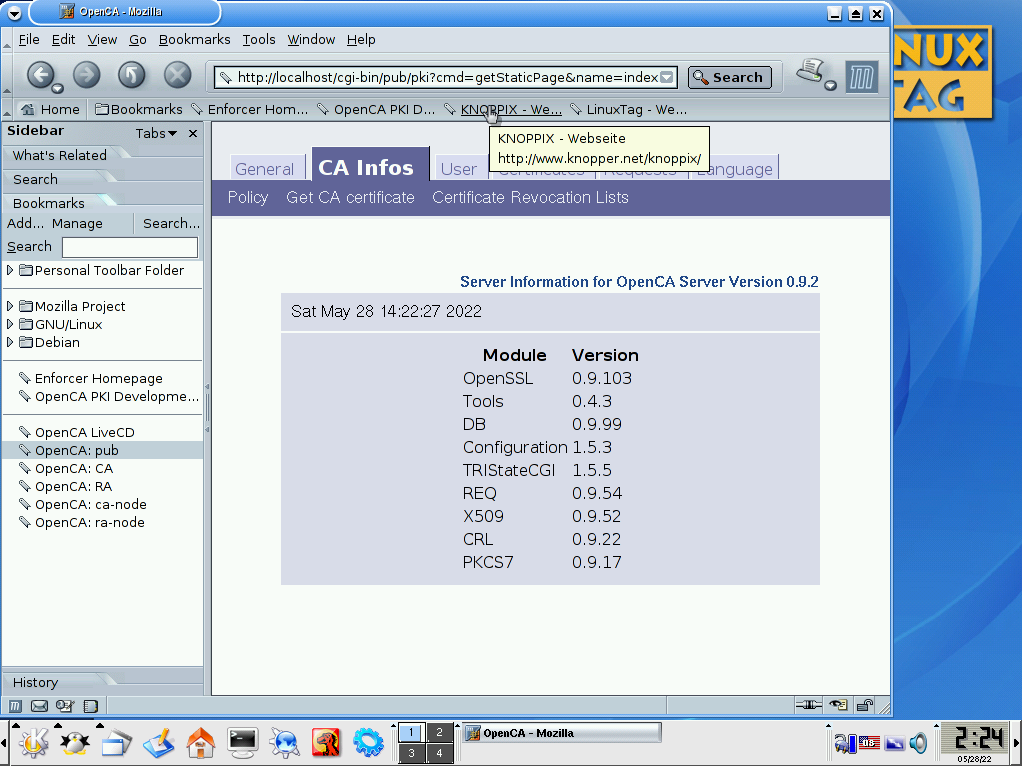 OpenCA - Mozilla
File Edit View Go Bookmarks Tools Window Help
http://localhost/cgi-bin/pub/pki?cmd=getStaticPage&name=index
Search
Home Bookmarks Enforcer Hom... OpenCA PKI D... KNOPPIX - We... LinuxTag - We...
KNOPPIX - Webseite
http://www.knopper.net/knoppix/
Sidebar
Tabs
What's Related
Search
Bookmarks
Add... Manage Search...
Search
Personal Toolbar Folder
Mozilla Project
GNU/Linux
Debian
Enforcer Homepage
OpenCA PKI Developme...
OpenCA LiveCD
OpenCA: pub
OpenCA: CA
OpenCA: RA
OpenCA: ca-node
OpenCA: ra-node
History
General CA Infos User Certificates Requests Language
Policy Get CA certificate Certificate Revocation Lists
Server Information for OpenCA Server Version 0.9.2
Sat May 28 14:22:27 2022
Module Version
OpenSSL 0.9.103
Tools 0.4.3
DB 0.9.99
Configuration 1.5.3
TRIStateCGI 1.5.5
REQ 0.9.54
X509 0.9.52
CRL 0.9.22
PKCS7 0.9.17
NUX
TAG
1 2
3 4
OpenCA - Mozilla
US
2:24
05/28/22